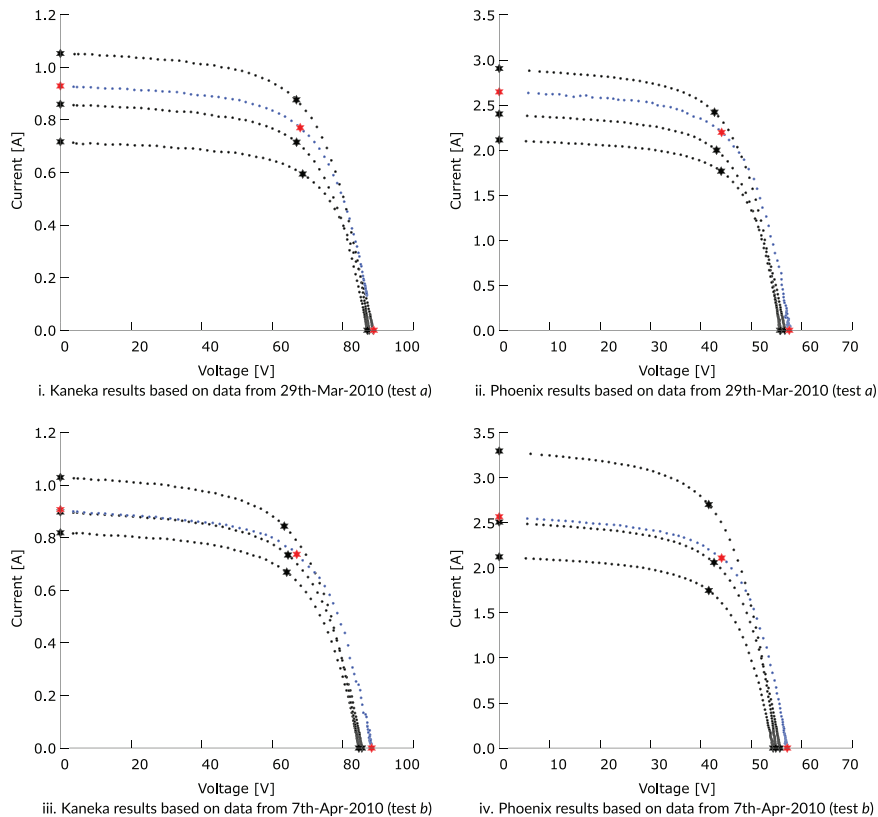 1.2
1.0
0.8
0.6
0.4
0.2
0.0
Current [A]
0 20 40 60 80 100
Voltage [V]
i. Kaneka results based on data from 29th-Mar-2010 (test a)
3.5
3.0
2.5
2.0
1.5
1.0
0.5
0.0
Current [A]
0 10 20 30 40 50 60 70
Voltage [V]
ii. Phoenix results based on data from 29th-Mar-2010 (test a)
1.2
1.0
0.8
0.6
0.4
0.2
0.0
Current [A]
0 20 40 60 80 100
Voltage [V]
iii. Kaneka results based on data from 7th-Apr-2010 (test b)
3.5
3.0
2.5
2.0
1.5
1.0
0.5
0.0
Current [A]
0 10 20 30 40 50 60 70
Voltage [V]
iv. Phoenix results based on data from 7th-Apr-2010 (test b)